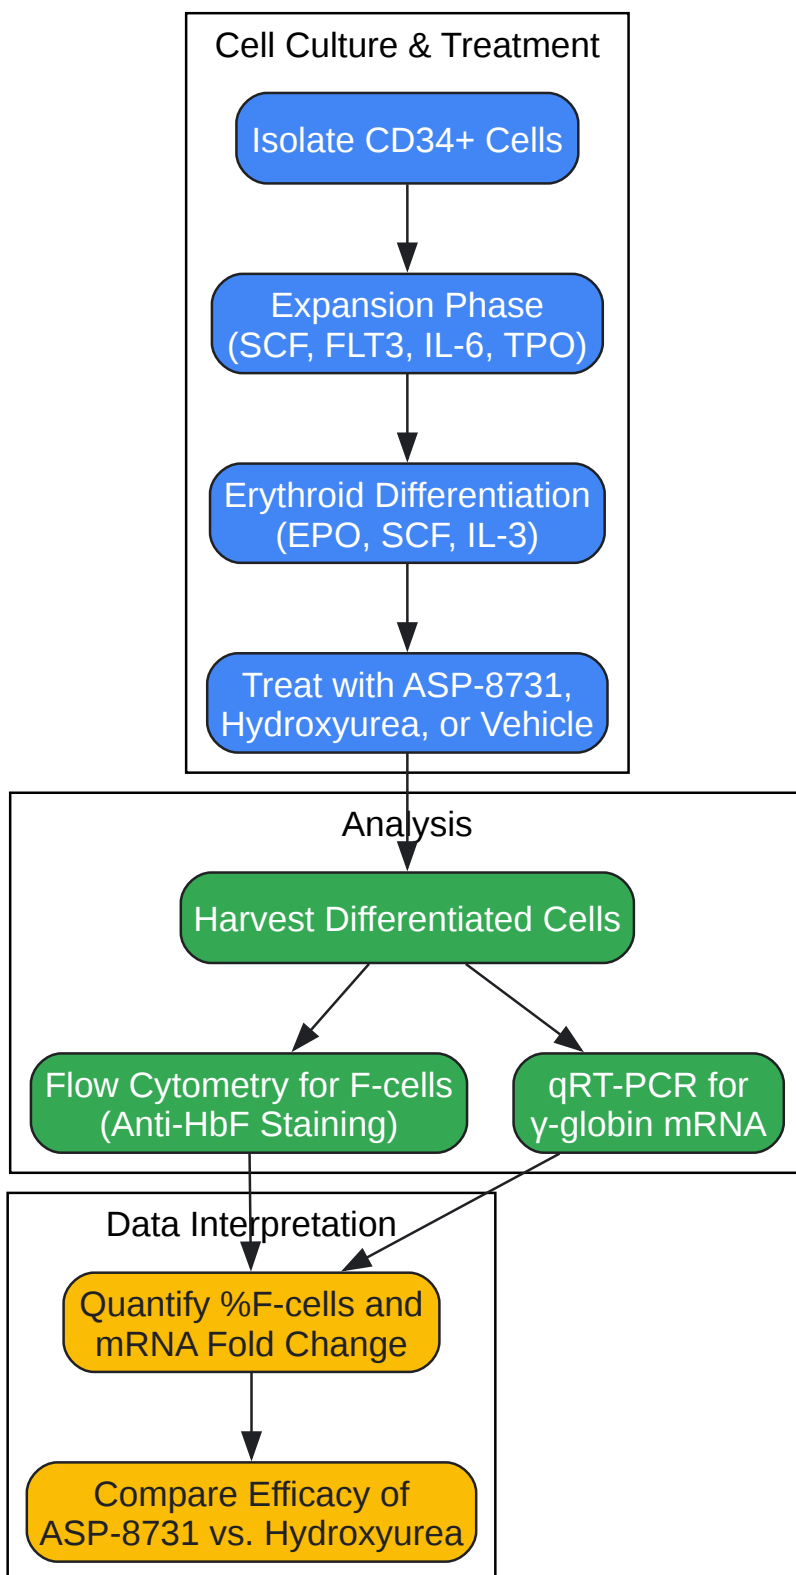 Cell Culture & Treatment
Isolate CD34+ Cells
Expansion Phase
(SCF, FLT3, IL-6, TPO)
Erythroid Differentiation
(EPO, SCF, IL-3)
Treat with ASP-8731,
Hydroxyurea, or Vehicle
Analysis
Harvest Differentiated Cells
Flow Cytometry for F-cells
(Anti-HbF Staining)
qRT-PCR for
γ-globin mRNA
Data Interpretation
Quantify %F-cells and
mRNA Fold Change
Compare Efficacy of
ASP-8731 vs. Hydroxyurea